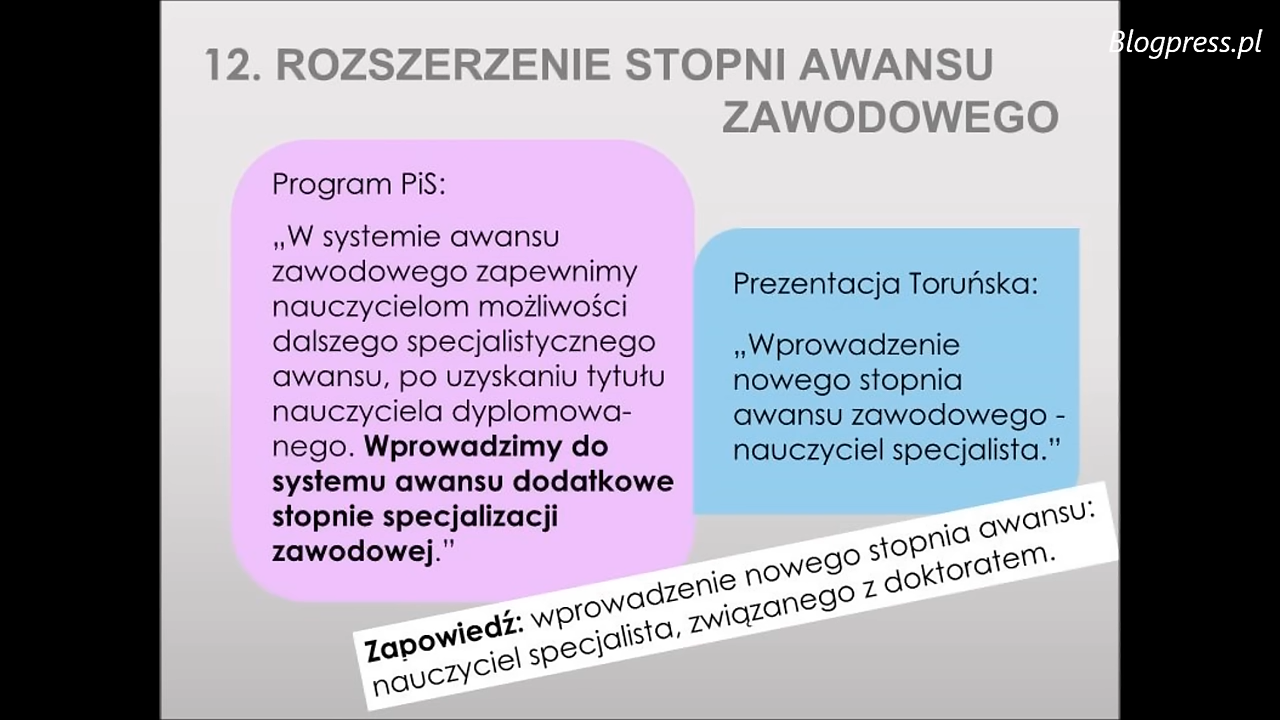 Blogpress.pl
12. ROZSZERZENIE STOPNI AWANSU
ZAWODOWEGO
Program PiS:
„W systemie awansu
zawodowego zapewnimy
nauczycielom możliwości
dalszego specjalistycznego
awansu, po uzyskaniu tytułu
nauczyciela dyplomowa-
nego. Wprowadzimy do
systemu awansu dodatkowe
stopnie specjalizacji
zawodowej.”
Prezentacja Toruńska:
„Wprowadzenie
nowego stopnia
awansu zawodowego -
nauczyciel specjalista.”
Zapowiedź: wprowadzenie nowego stopnia awansu:
nauczyciel specjalista, związanego z doktoratem.